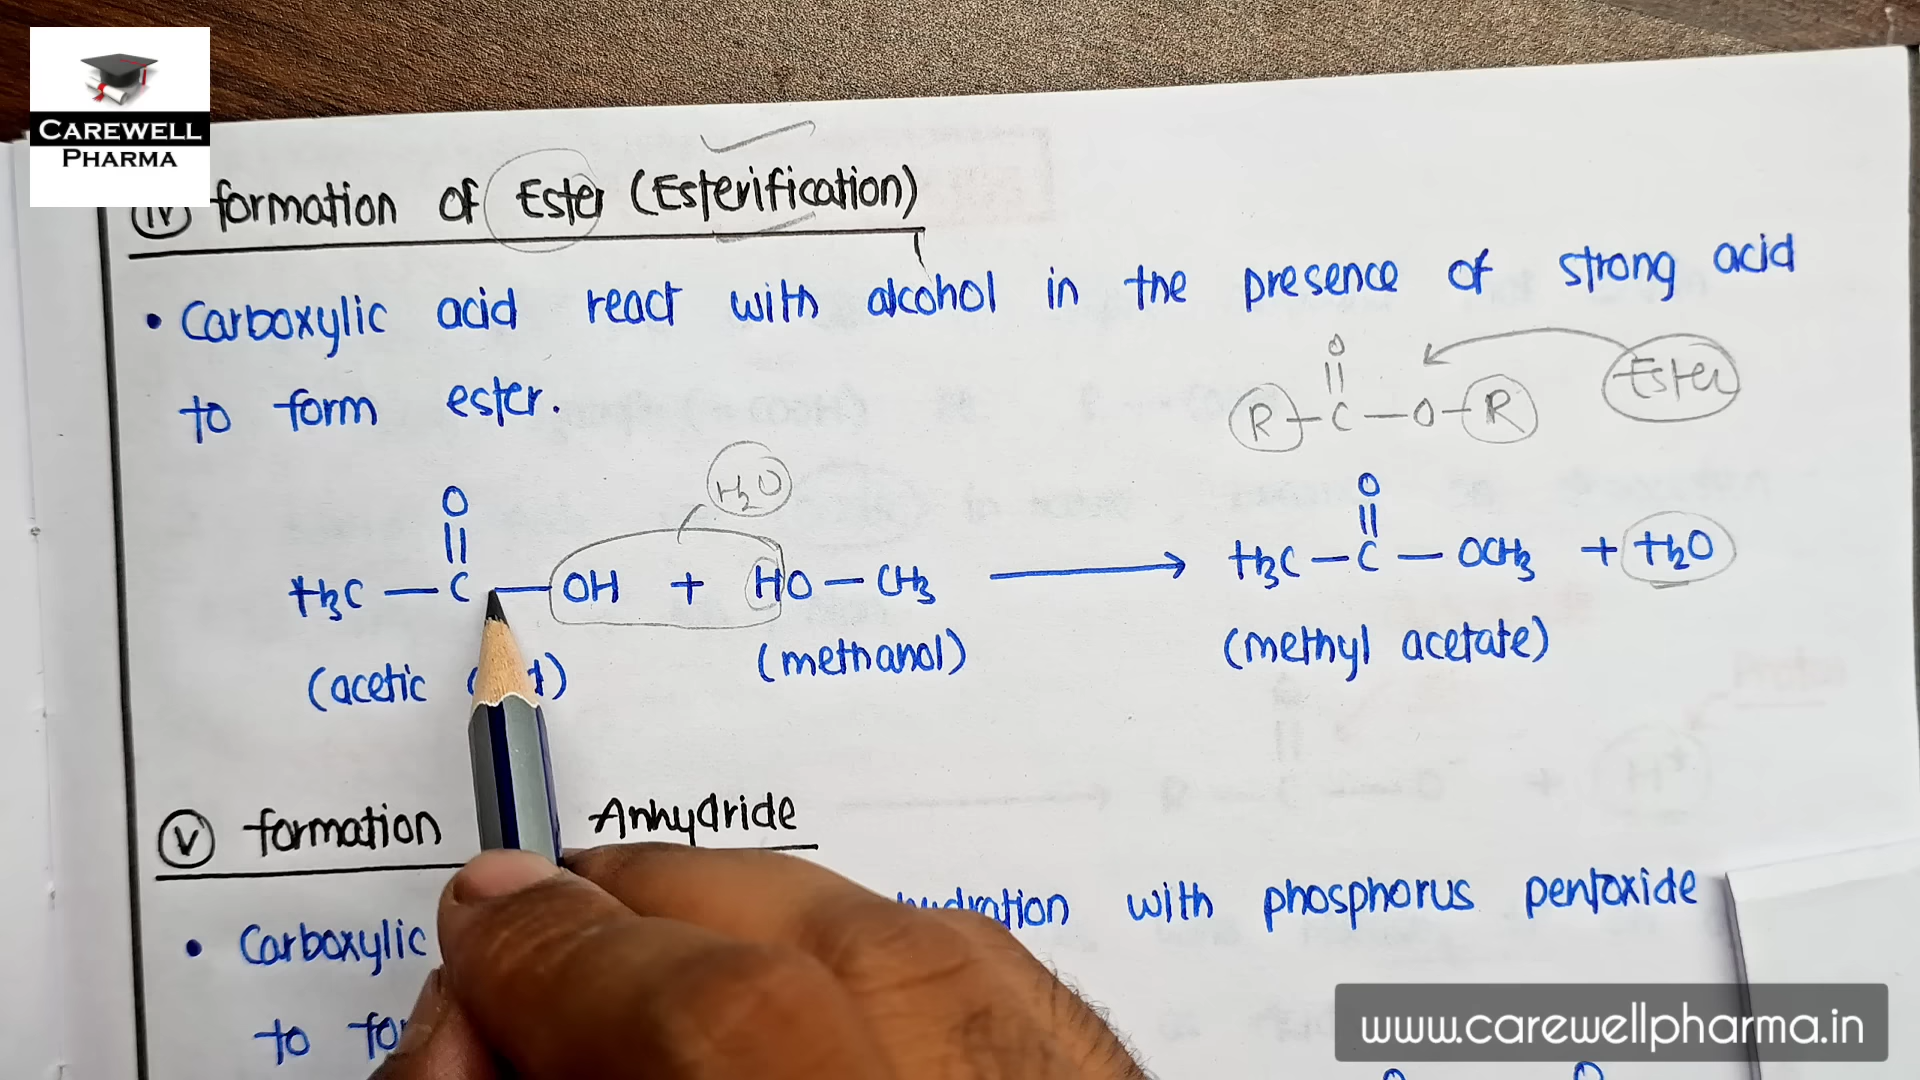 CAREWELL
PHARMA
(iv) formation of Ester (Esterification)
• Carboxylic acid react with alcohol in the presence of strong acid
to form ester.
O
||
R — C — O — R
Ester
H₂O
O
||
H₃C — C — OH + HO — CH₃ ⟶
O
||
H₃C — C — OCH₃ + H₂O
(acetic
(methanol)
(methyl acetate)
(v) formation Anhydride
• Carboxylic
with phosphorus pentoxide
to
www.carewellpharma.in